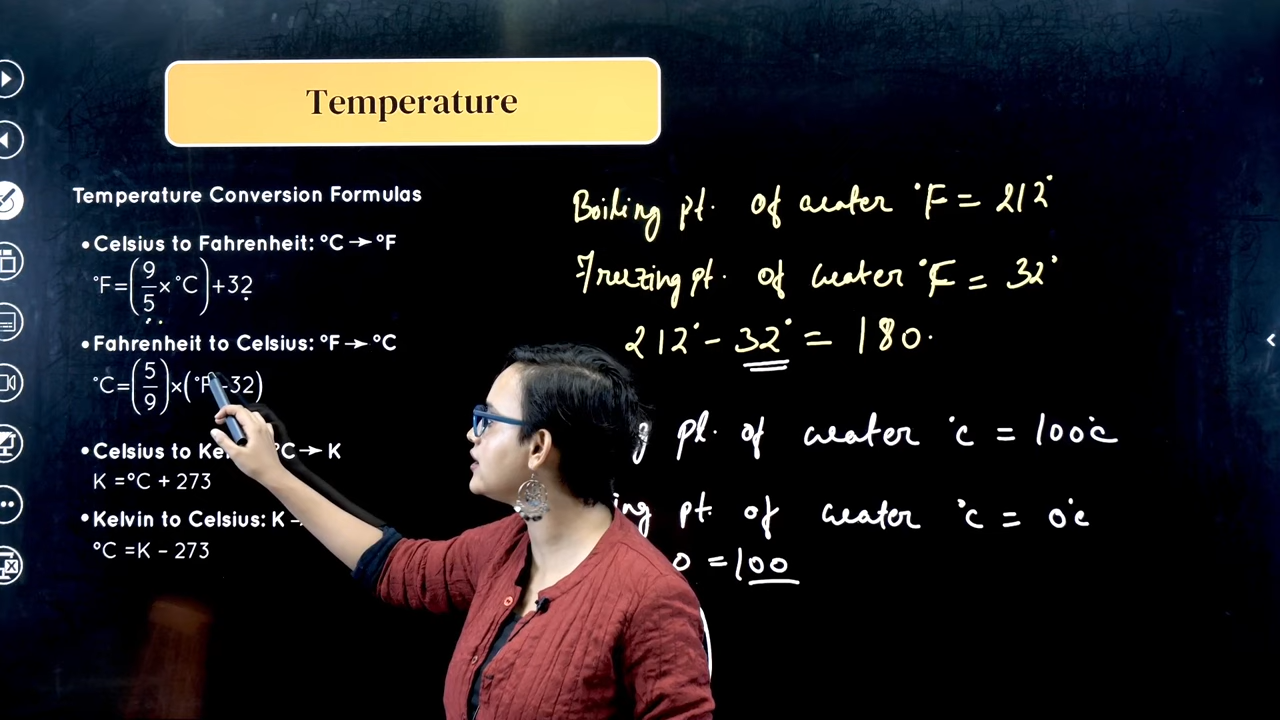 Temperature
Temperature Conversion Formulas
• Celsius to Fahrenheit: °C → °F
°F=(9/5 × °C)+32
• Fahrenheit to Celsius: °F → °C
°C=(5/9)×(°F-32)
• Celsius to °C → K
K =°C + 273
• Kelvin to Celsius: K
°C =K - 273
Boiling pt. of water °F = 212°
Freezing pt. of water °F = 32°
212° - 32° = 180.
pt. of water °C = 100°C
pt. of water °C = 0°C
0 = 100